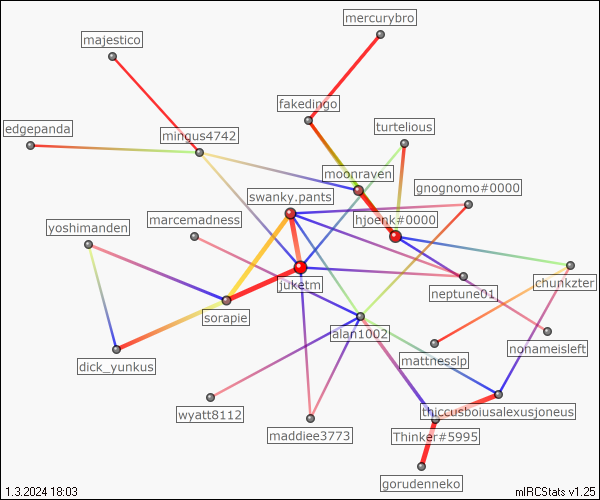 mercurybro
majestico
fakedingo
edgepanda
mingus4742
turtelious
moonraven
gnognomo#0000
swanky.pants
marcemadness
hjoenk#0000
yoshimanden
juketm
neptune01
chunkzter
sorapie
alan1002
nonameisleft
mattnesslp
dick_yunkus
wyatt8112
thiccusboiusalexusjoneus
maddiee3773
Thinker#5995
gorudenneko
1.3.2024 18:03
mIRCStats v1.25